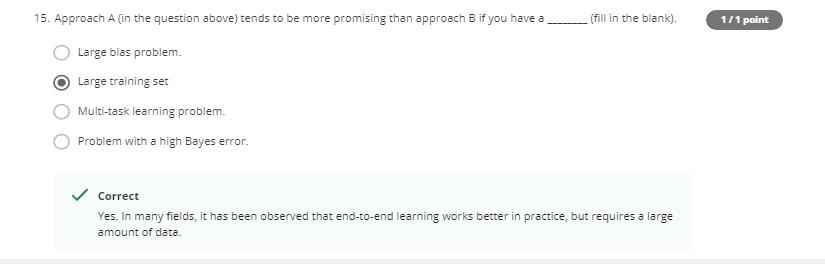 15. Approach A (in the question above) tends to be more promising than approach B if you have a ________ (fill in the blank).
1 / 1 point
Large bias problem.
Large training set
Multi-task learning problem.
Problem with a high Bayes error.
Correct
Yes. In many fields, it has been observed that end-to-end learning works better in practice, but requires a large
amount of data.